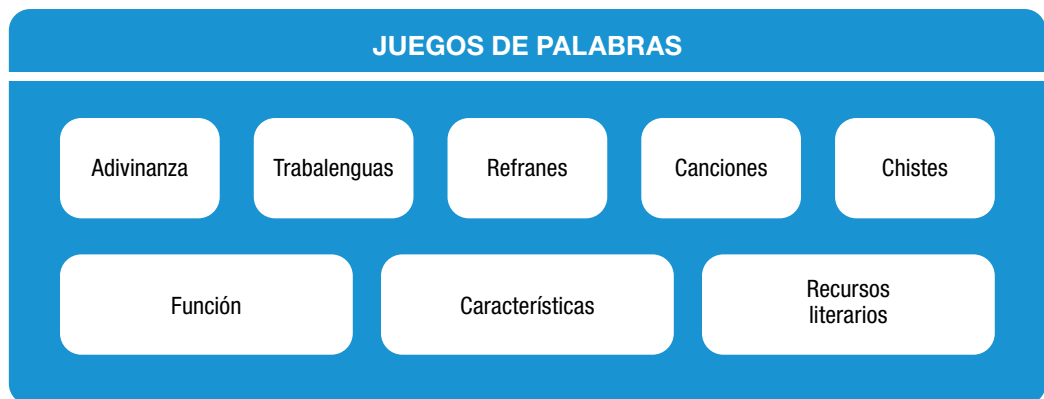 JUEGOS DE PALABRAS
Adivinanza
Trabalenguas
Refranes
Canciones
Chistes
Función
Características
Recursos
literarios